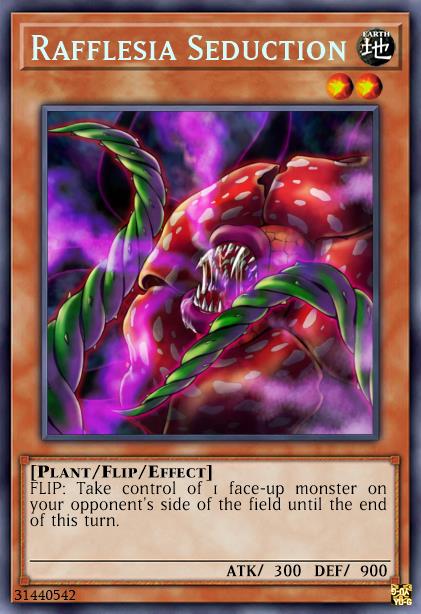 Rafflesia Seduction
EARTH
地
[Plant/Flip/Effect]
FLIP: Take control of 1 face-up monster on
your opponent's side of the field until the end
of this turn.
ATK/ 300 DEF/ 900
31440542